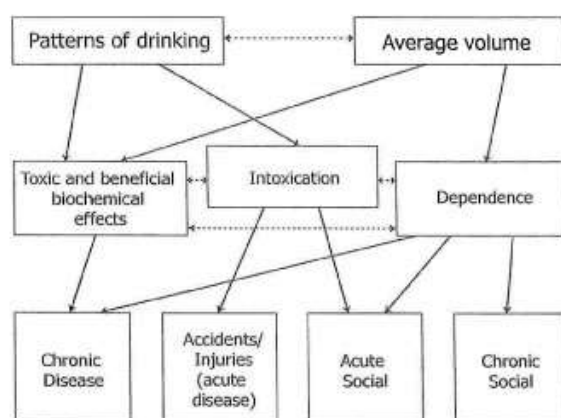 Patterns of drinking
Average volume
Toxic and beneficial
biochemical
effects
Intoxication
Dependence
Chronic
Disease
Accidents/
Injuries
(acute
disease)
Acute
Social
Chronic
Social